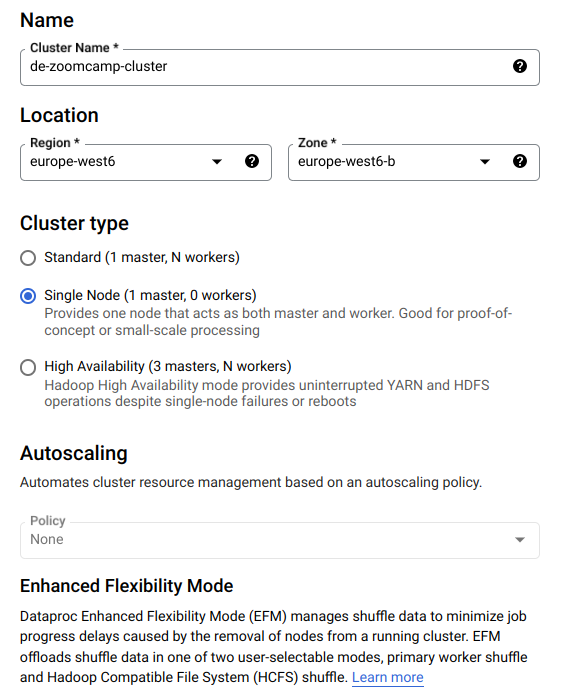 Name
Cluster Name *
de-zoomcamp-cluster
Location
Region *
Zone *
europe-west6
europe-west6-b
Cluster type
Standard (1 master, N workers)
Single Node (1 master, 0 workers)
Provides one node that acts as both master and worker. Good for proof-of-
concept or small-scale processing
High Availability (3 masters, N workers)
Hadoop High Availability mode provides uninterrupted YARN and HDFS
operations despite single-node failures or reboots
Autoscaling
Automates cluster resource management based on an autoscaling policy.
Policy
None
Enhanced Flexibility Mode
Dataproc Enhanced Flexibility Mode (EFM) manages shuffle data to minimize job
progress delays caused by the removal of nodes from a running cluster. EFM
offloads shuffle data in one of two user-selectable modes, primary worker shuffle
and Hadoop Compatible File System (HCFS) shuffle. Learn more